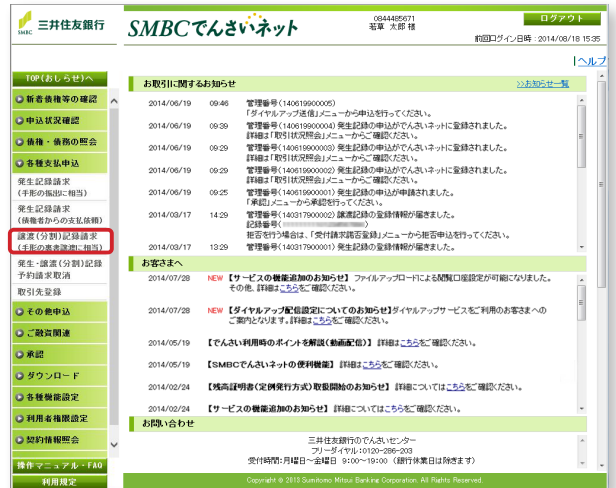 三井住友銀行
SMBC
SMBCでんさいネット
0844485671
若草 太郎 様
ログアウト
前回ログイン日時：2014/08/18 15:35
ヘルプ
TOP(おしらせ)へ
新着債権等の確認
申込状況確認
債権・債務の照会
各種支払申込
発生記録請求
(手形の振出に相当)
発生記録請求
(債権者からの支払依頼)
譲渡(分割)記録請求
(手形の裏書譲渡に相当)
発生・譲渡(分割)記録
予約請求取消
取引先登録
その他申込
ご融資関連
承認
ダウンロード
各種機能設定
利用者権限設定
契約情報照会
操作マニュアル・FAQ
利用規定
お取引に関するお知らせ
>>お知らせ一覧
2014/06/19 09:46 管理番号(140619900005)
「ダイヤルアップ送信」メニューから申込を行ってください。
2014/06/19 09:39 管理番号(140619900004) 発生記録の申込がでんさいネットに登録されました。
詳細は「取引状況照会」メニューからご確認ください。
2014/06/19 09:29 管理番号(140619900003) 発生記録の申込がでんさいネットに登録されました。
詳細は「取引状況照会」メニューからご確認ください。
2014/06/19 09:29 管理番号(140619900002) 発生記録の申込がでんさいネットに登録されました。
詳細は「取引状況照会」メニューからご確認ください。
2014/06/19 09:25 管理番号(140619900001) 発生記録の申込が申請されました。
「承認」メニューから承認を行ってください。
2014/03/17 14:29 管理番号(140317900002) 譲渡記録の登録情報が届きました。
記録番号(
拒否を行う場合は、「受付請求諾否登録」メニューから拒否申込を行ってください。
2014/03/17 13:29 管理番号(140317900001) 発生記録の登録情報が届きました。
お客さまへ
2014/07/28 NEW 【サービスの機能追加のお知らせ】 ファイルアップロードによる閲覧口座設定が可能になりました。
その他、詳細はこちらをご確認ください。
2014/07/28 NEW 【ダイヤルアップ配信設定についてのお知らせ】ダイヤルアップサービスをご利用のお客さまへの
ご案内となります。詳細はこちらをご確認ください。
2014/05/19 【でんさい利用時のポイントを解説(動画配信)】 詳細はこちらをご確認ください。
2014/05/19 【SMBCでんさいネットの便利機能】 詳細はこちらをご確認ください。
2014/02/24 【残高証明書(定例発行方式)取扱開始のお知らせ】 詳細についてはこちらをご確認ください。
2014/02/24 【サービスの機能追加のお知らせ】 詳細についてはこちらをご確認ください。
お問い合わせ
三井住友銀行のでんさいセンター
フリーダイヤル:0120-286-203
受付時間:月曜日～金曜日 9:00～19:00 (銀行休業日は除きます)
Copyright © 2013 Sumitomo Mitsui Banking Corporation. All Rights Reserved.